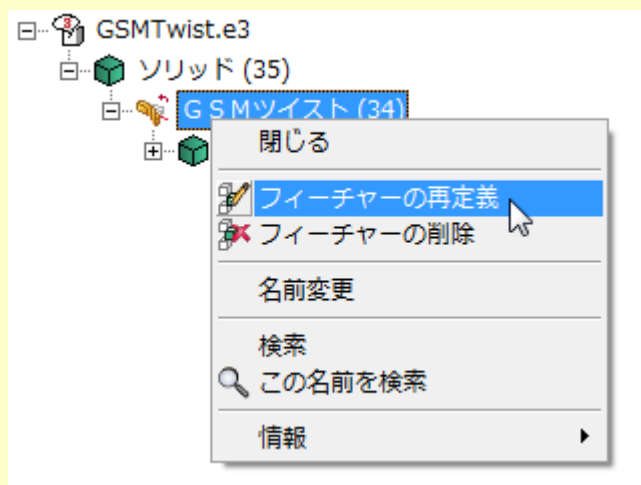 GSMTwist.e3
ソリッド (35)
ＧＳＭツイスト (34)
閉じる
フィーチャーの再定義
フィーチャーの削除
名前変更
検索
この名前を検索
情報